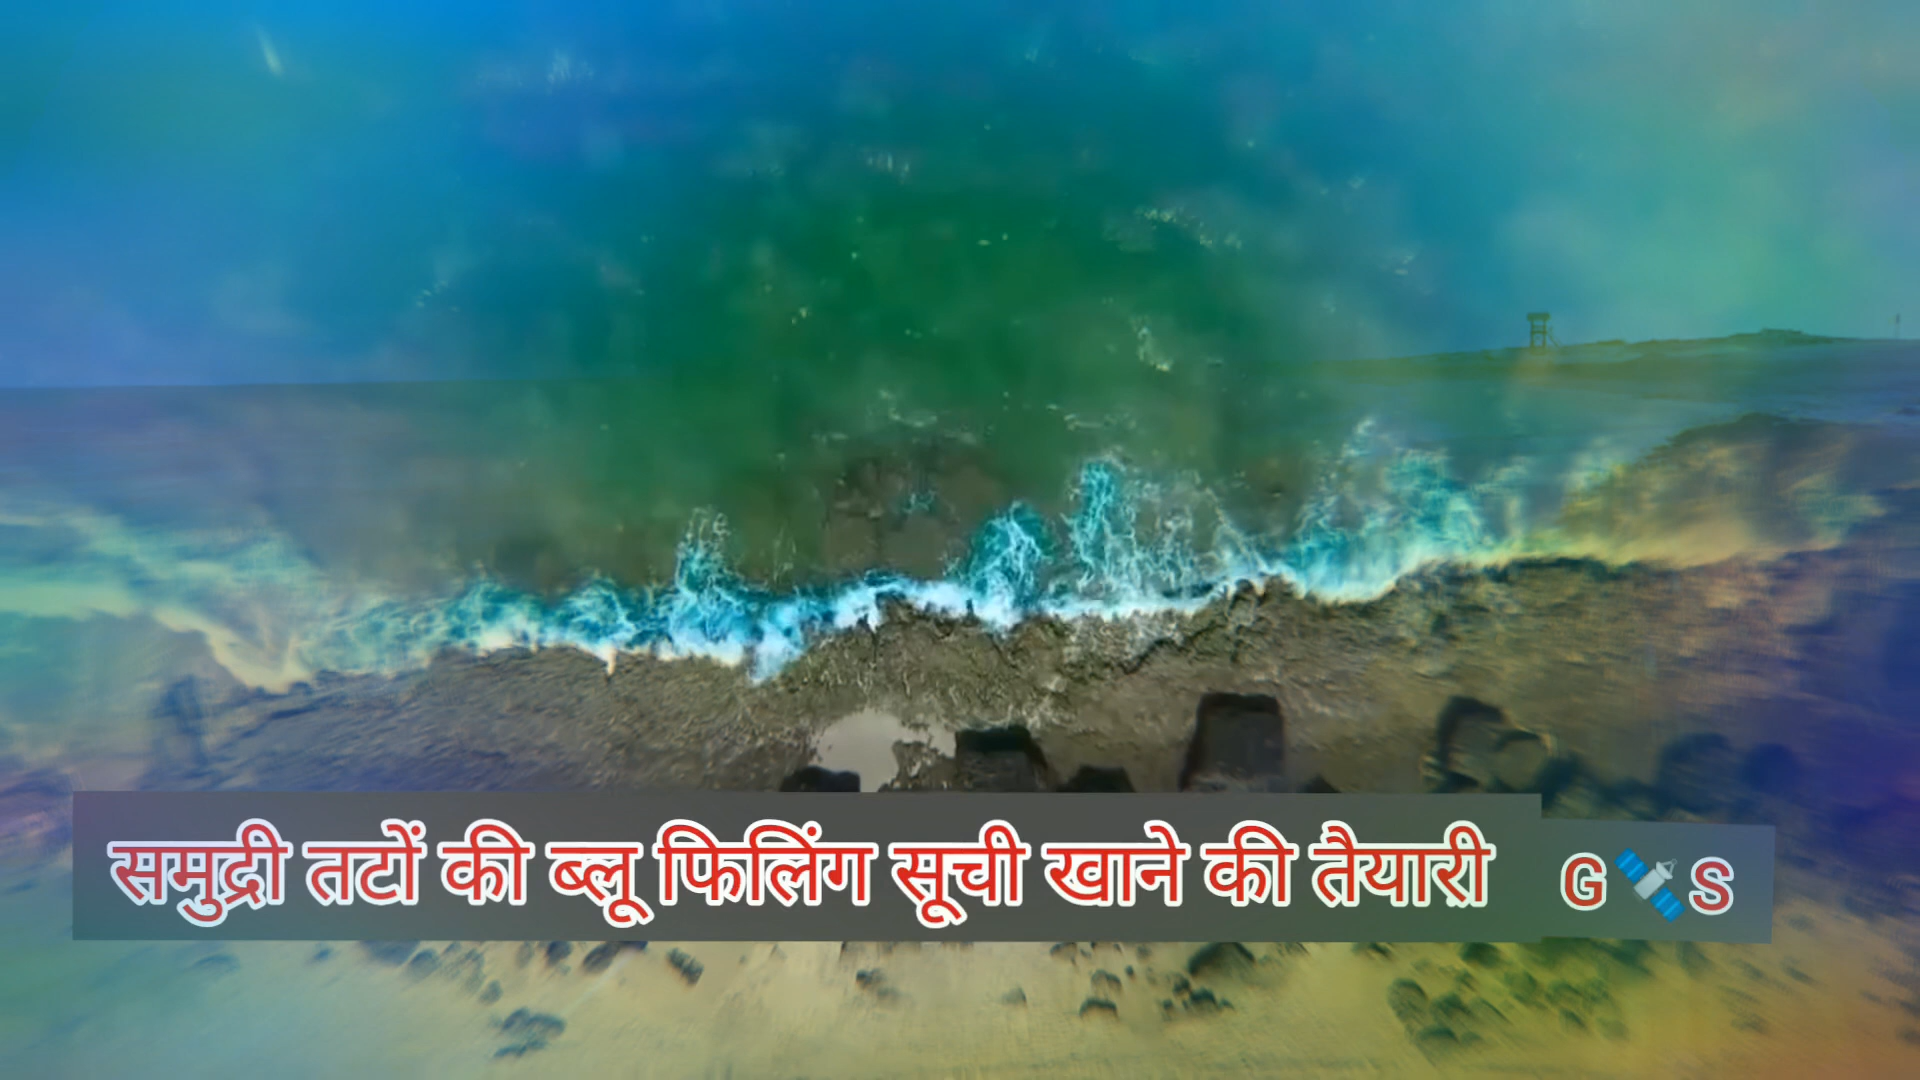 समुद्री तटों की ब्लू फिलिंग सूची खाने की तैयारी G🛰S